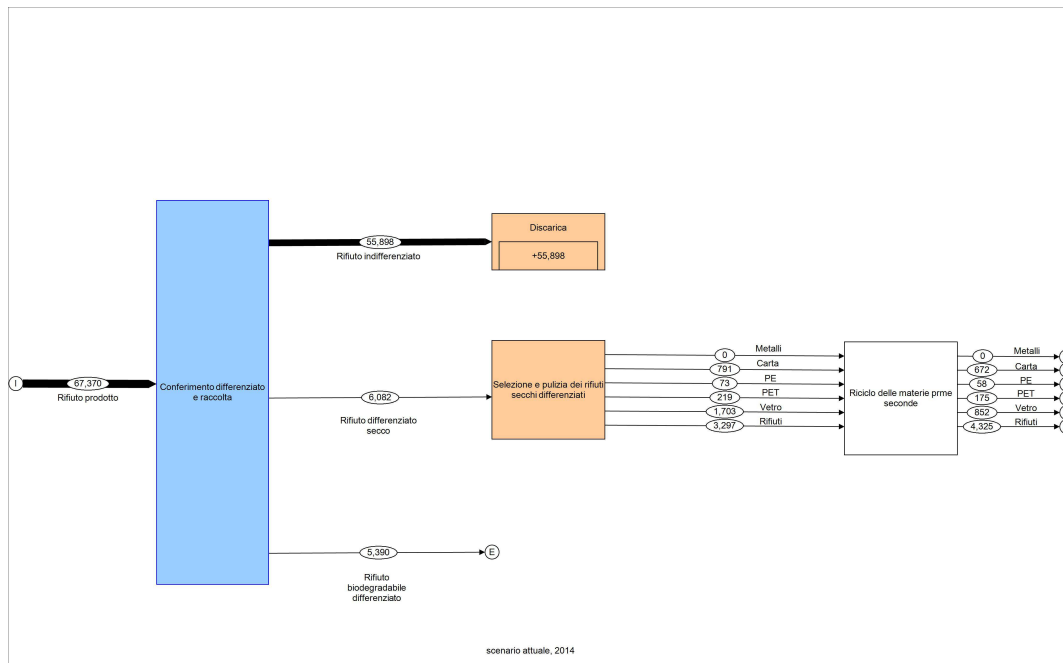 I
67,370
Rifiuto prodotto
Conferimento differenziato
e raccolta
55,898
Rifiuto indifferenziato
Discarica
+55,898
6,082
Rifiuto differenziato
secco
Selezione e pulizia dei rifiuti
secchi differenziati
0
Metalli
791
Carta
73
PE
219
PET
1,703
Vetro
3,297
Rifiuti
Riciclo delle materie prme
seconde
0
Metalli
672
Carta
58
PE
175
PET
852
Vetro
4,325
Rifiuti
5,390
E
Rifiuto
biodegradabile
differenziato
scenario attuale, 2014